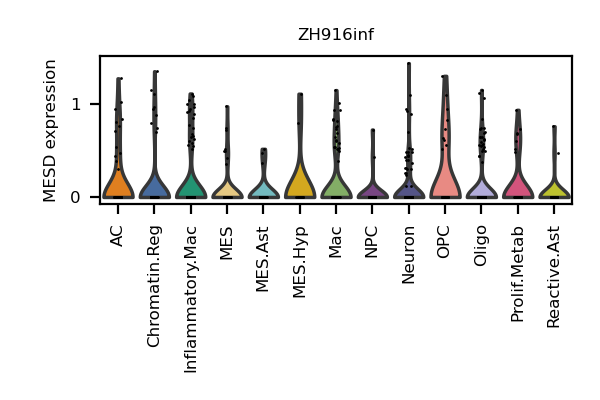 ZH916inf
MESD expression
1
0
AC
Chromatin.Reg
Inflammatory.Mac
MES
MES.Ast
MES.Hyp
Mac
NPC
Neuron
OPC
Oligo
Prolif.Metab
Reactive.Ast